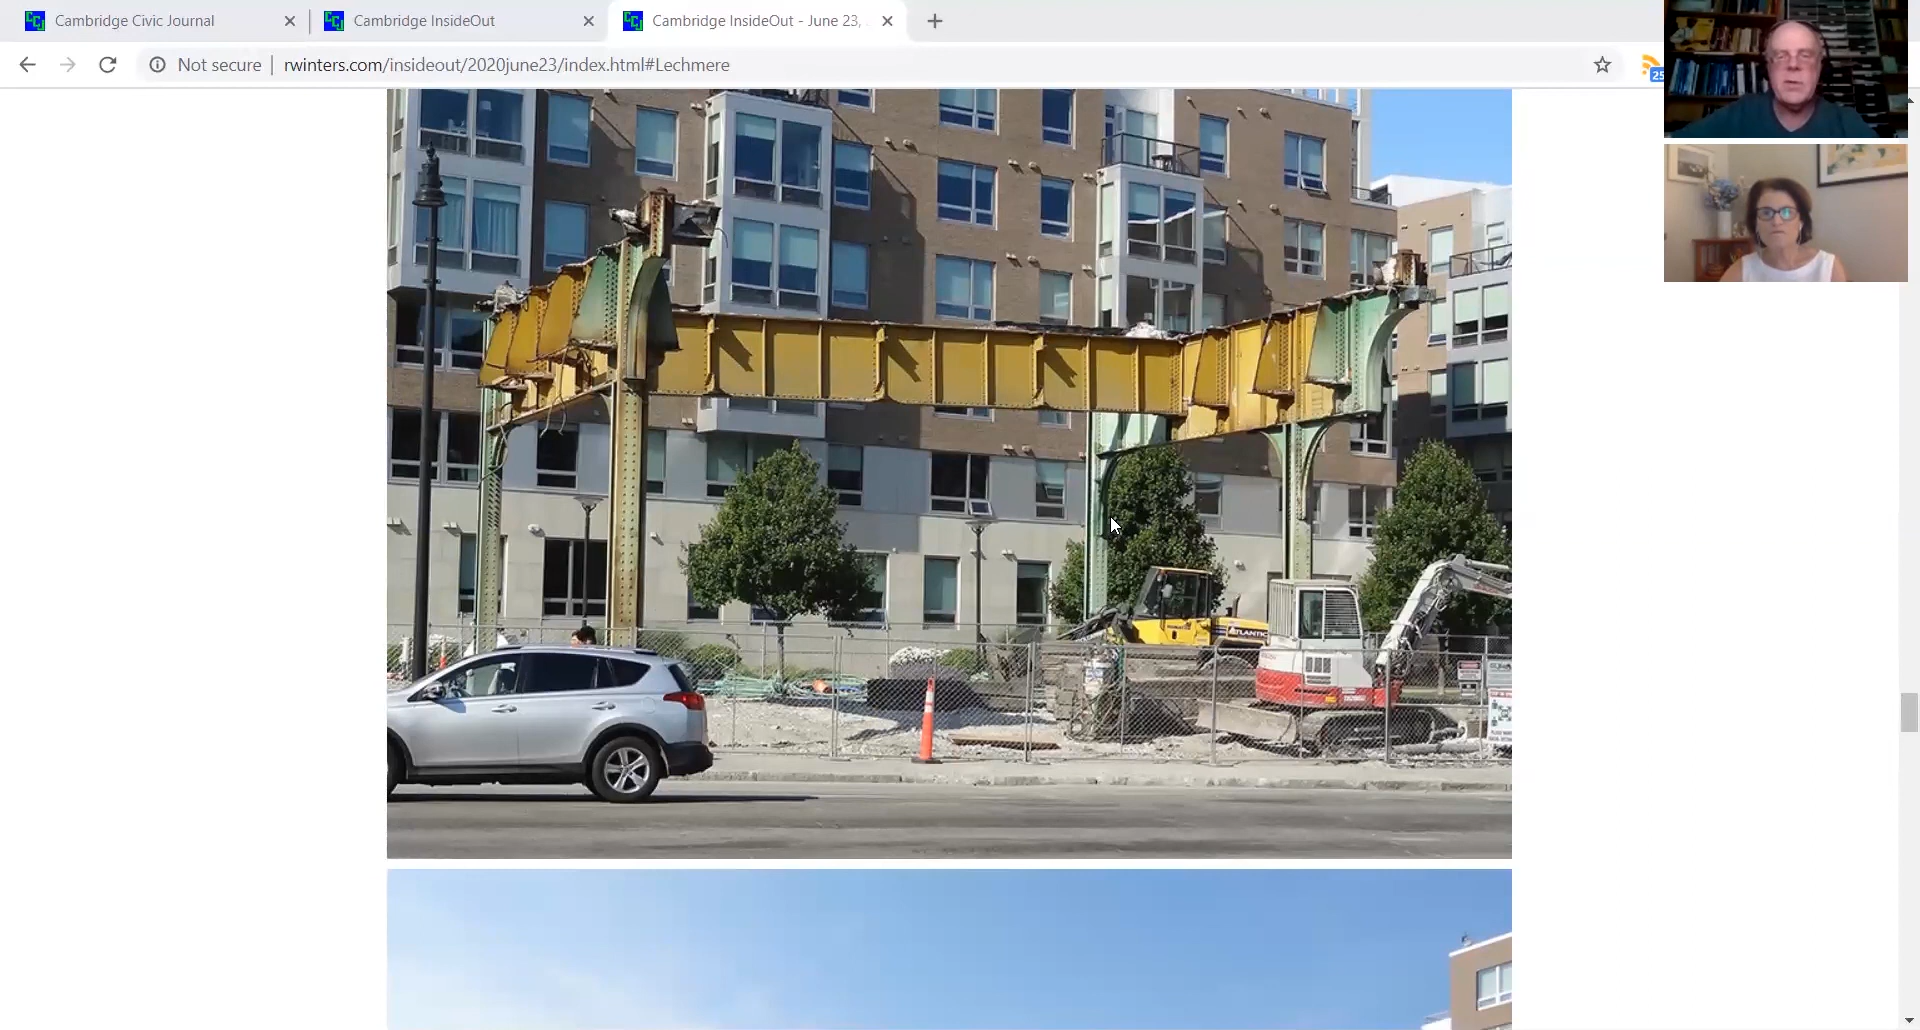 Cambridge Civic Journal
Cambridge InsideOut
Cambridge InsideOut - June 23,
Not secure
rwinters.com/insideout/2020june23/index.html#Lechmere
25
ATLANTIC